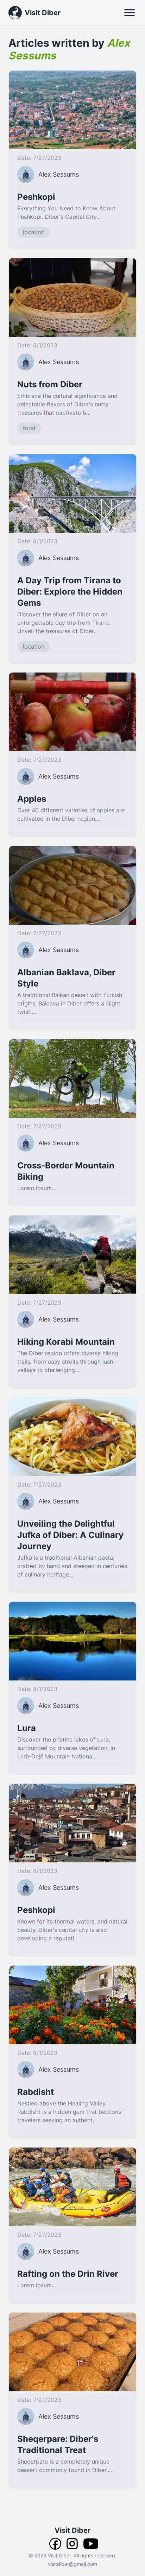 Visit Diber
Articles written by Alex
Sessums
Date: 7/27/2023
Alex Sessums
Peshkopi
Everything You Need to Know About
Peshkopi, Diber's Capital City...
location
Date: 8/1/2023
Alex Sessums
Nuts from Diber
Embrace the cultural significance and
delectable flavors of Diber's nutty
treasures that captivate b...
food
Date: 8/1/2023
Alex Sessums
A Day Trip from Tirana to
Diber: Explore the Hidden
Gems
Discover the allure of Diber on an
unforgettable day trip from Tirana.
Unveil the treasures of Diber...
location
Date: 7/27/2023
Alex Sessums
Apples
Over 40 different varieties of apples are
cultivated in the Diber region....
Date: 7/27/2023
Alex Sessums
Albanian Baklava, Diber
Style
A traditional Balkan desert with Turkish
origins, Baklava in Diber offers a slight
twist....
Date: 7/27/2023
Alex Sessums
Cross-Border Mountain
Biking
Lorem ipsum...
Date: 7/27/2023
Alex Sessums
Hiking Korabi Mountain
The Diber region offers diverse hiking
trails, from easy strolls through lush
valleys to challenging...
Date: 7/27/2023
Alex Sessums
Unveiling the Delightful
Jufka of Diber: A Culinary
Journey
Jufka is a traditional Albanian pasta,
crafted by hand and steeped in centuries
of culinary heritage...
Date: 8/1/2023
Alex Sessums
Lura
Discover the pristine lakes of Lura,
surrounded by diverse vegetation, in
Lurë-Dejë Mountain Nationa...
Date: 8/1/2023
Alex Sessums
Peshkopi
Known for its thermal waters, and natural
beauty, Diber's capital city is also
developing a reputati...
Date: 8/1/2023
Alex Sessums
Rabdisht
Nestled above the Healing Valley,
Rabdisht is a hidden gem that beckons
travelers seeking an authent...
Date: 7/27/2023
Alex Sessums
Rafting on the Drin River
Lorem ipsum...
Date: 7/27/2023
Alex Sessums
Sheqerpare: Diber's
Traditional Treat
Sheqerpare is a completely unique
dessert commonly found in Diber....
Visit Diber
© 2023 Visit Diber. All rights reserved.
visitdiber@gmail.com